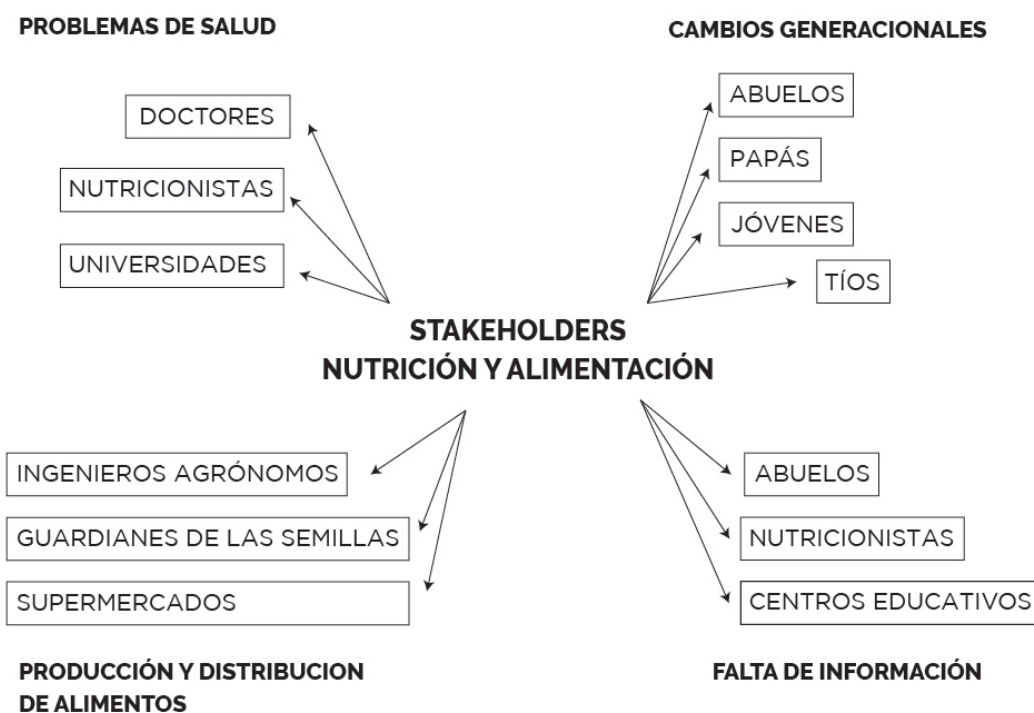 PROBLEMAS DE SALUD
DOCTORES
NUTRICIONISTAS
UNIVERSIDADES
CAMBIOS GENERACIONALES
ABUELOS
PAPÁS
JÓVENES
TÍOS
STAKEHOLDERS
NUTRICIÓN Y ALIMENTACIÓN
INGENIEROS AGRÓNOMOS
GUARDIANES DE LAS SEMILLAS
SUPERMERCADOS
PRODUCCIÓN Y DISTRIBUCION
DE ALIMENTOS
ABUELOS
NUTRICIONISTAS
CENTROS EDUCATIVOS
FALTA DE INFORMACIÓN